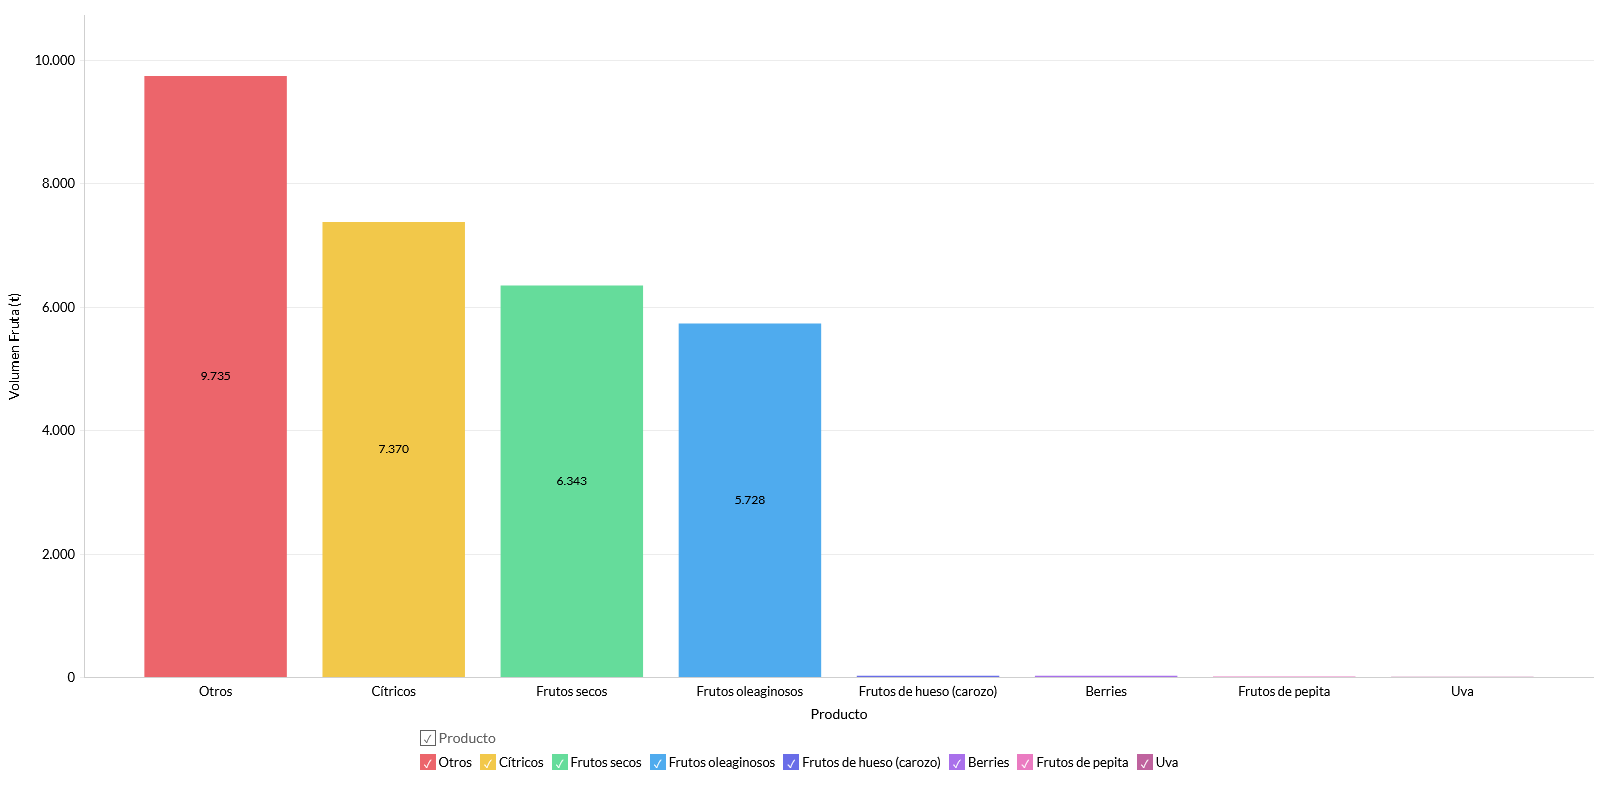 10.000
8.000
6.000
4.000
2.000
0
Volumen Fruta (t)
9.735
7.370
6.343
5.728
Otros Cítricos Frutos secos Frutos oleaginosos Frutos de hueso (carozo) Berries Frutos de pepita Uva
Producto
Producto
Otros Cítricos Frutos secos Frutos oleaginosos Frutos de hueso (carozo) Berries Frutos de pepita Uva